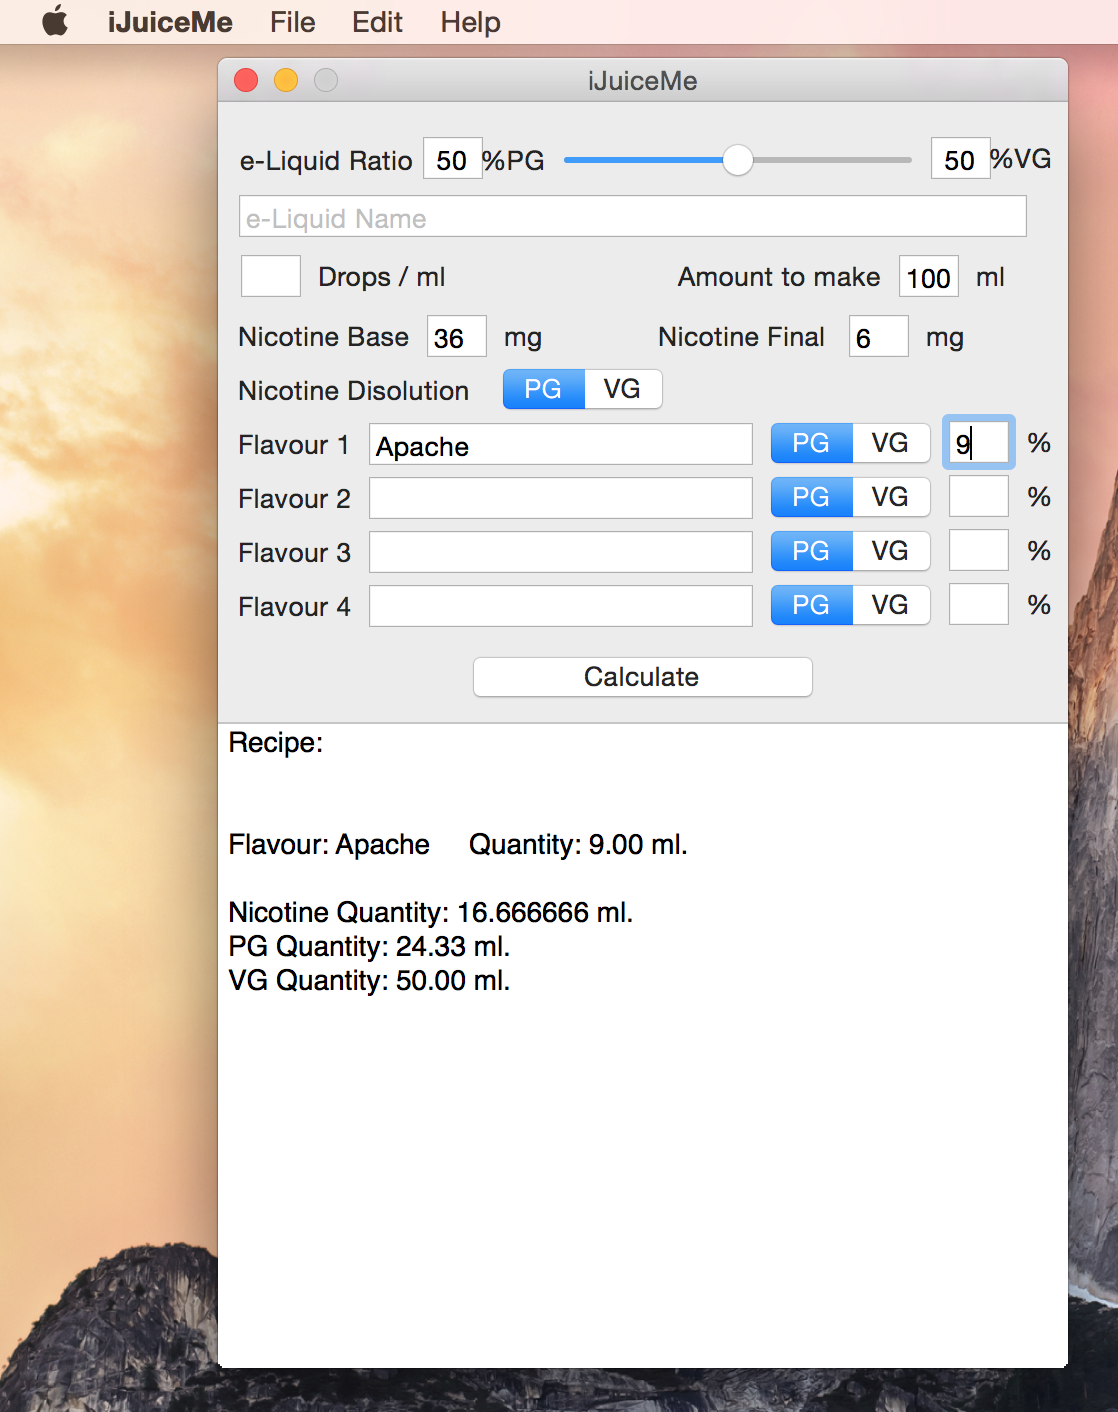 iJuiceMe File Edit Help
iJuiceMe
e-Liquid Ratio 50 %PG 50 %VG
e-Liquid Name
Drops / ml Amount to make 100 ml
Nicotine Base 36 mg Nicotine Final 6 mg
Nicotine Disolution PG VG
Flavour 1 Apache PG VG 9 %
Flavour 2 PG VG %
Flavour 3 PG VG %
Flavour 4 PG VG %
Calculate
Recipe:
Flavour: Apache Quantity: 9.00 ml.
Nicotine Quantity: 16.666666 ml.
PG Quantity: 24.33 ml.
VG Quantity: 50.00 ml.